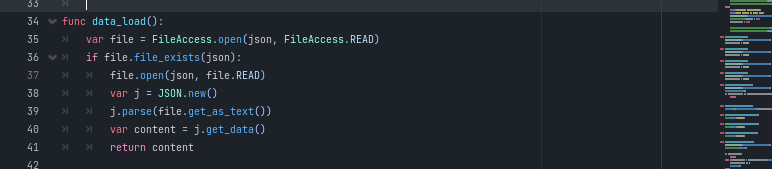 33
34 func data_load():
35 var file = FileAccess.open(json, FileAccess.READ)
36 if file.file_exists(json):
37 file.open(json, file.READ)
38 var j = JSON.new()
39 j.parse(file.get_as_text())
40 var content = j.get_data()
41 return content
42